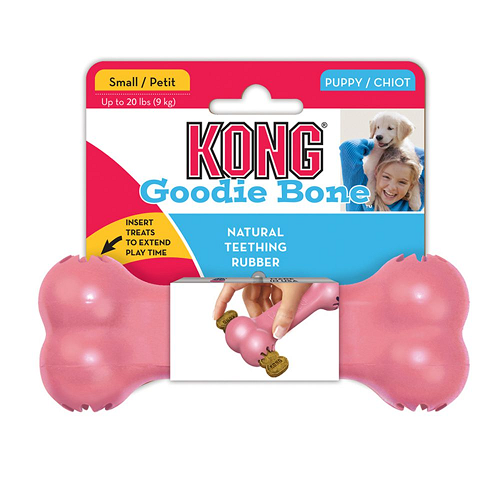 Small / Petit
Up to 20 lbs (9 kg)
PUPPY / CHIOT
KONG®
Goodie Bone
TM
INSERT
TREATS
TO EXTEND
PLAY TIME
NATURAL
TEETHING
RUBBER